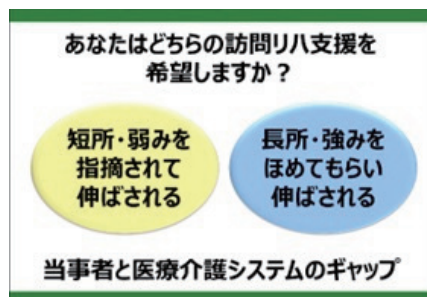 あなたはどちらの訪問リハ支援を
希望しますか？
短所・弱みを
指摘されて
伸ばされる
長所・強みを
ほめてもらい
伸ばされる
当事者と医療介護システムのギャップ